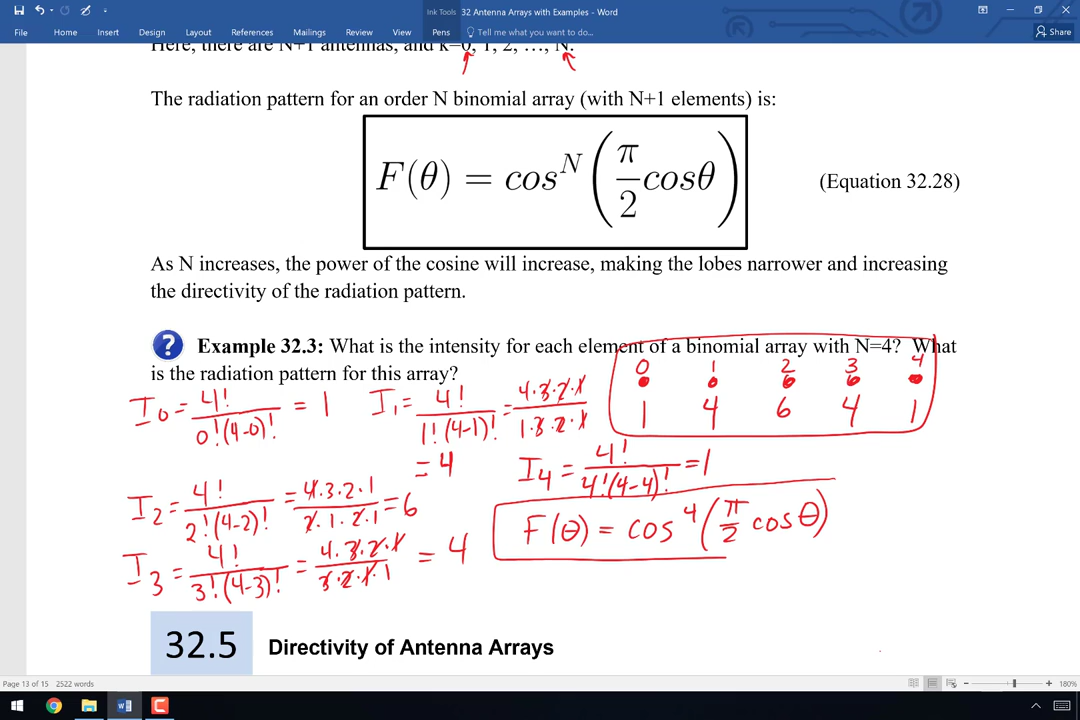 Ink Tools
32 Antenna Arrays with Examples - Word
File Home Insert Design Layout References Mailings Review View Pens Tell me what you want to do... Share
Here, there are N+1 antennas, and k=0, 1, 2, …, N.
The radiation pattern for an order N binomial array (with N+1 elements) is:
F(θ) = cos^N (π/2 cosθ)
(Equation 32.28)
As N increases, the power of the cosine will increase, making the lobes narrower and increasing
the directivity of the radiation pattern.
? Example 32.3: What is the intensity for each element of a binomial array with N=4? What
is the radiation pattern for this array?
0 1 2 3 4
1 4 6 4 1
I₀ = 4!/0!(4-0)! = 1
I₁ = 4!/1!(4-1)! = 4·3·2·1/1·3·2·1
= 4
I₄ = 4!/4!(4-4)! = 1
I₂ = 4!/2!(4-2)! = 4·3·2·1/2·1·2·1 = 6
F(θ) = cos⁴(π/2 cosθ)
I₃ = 4!/3!(4-3)! = 4·3·2·1/3·2·1·1 = 4
32.5 Directivity of Antenna Arrays
Page 13 of 15 2522 words
180%